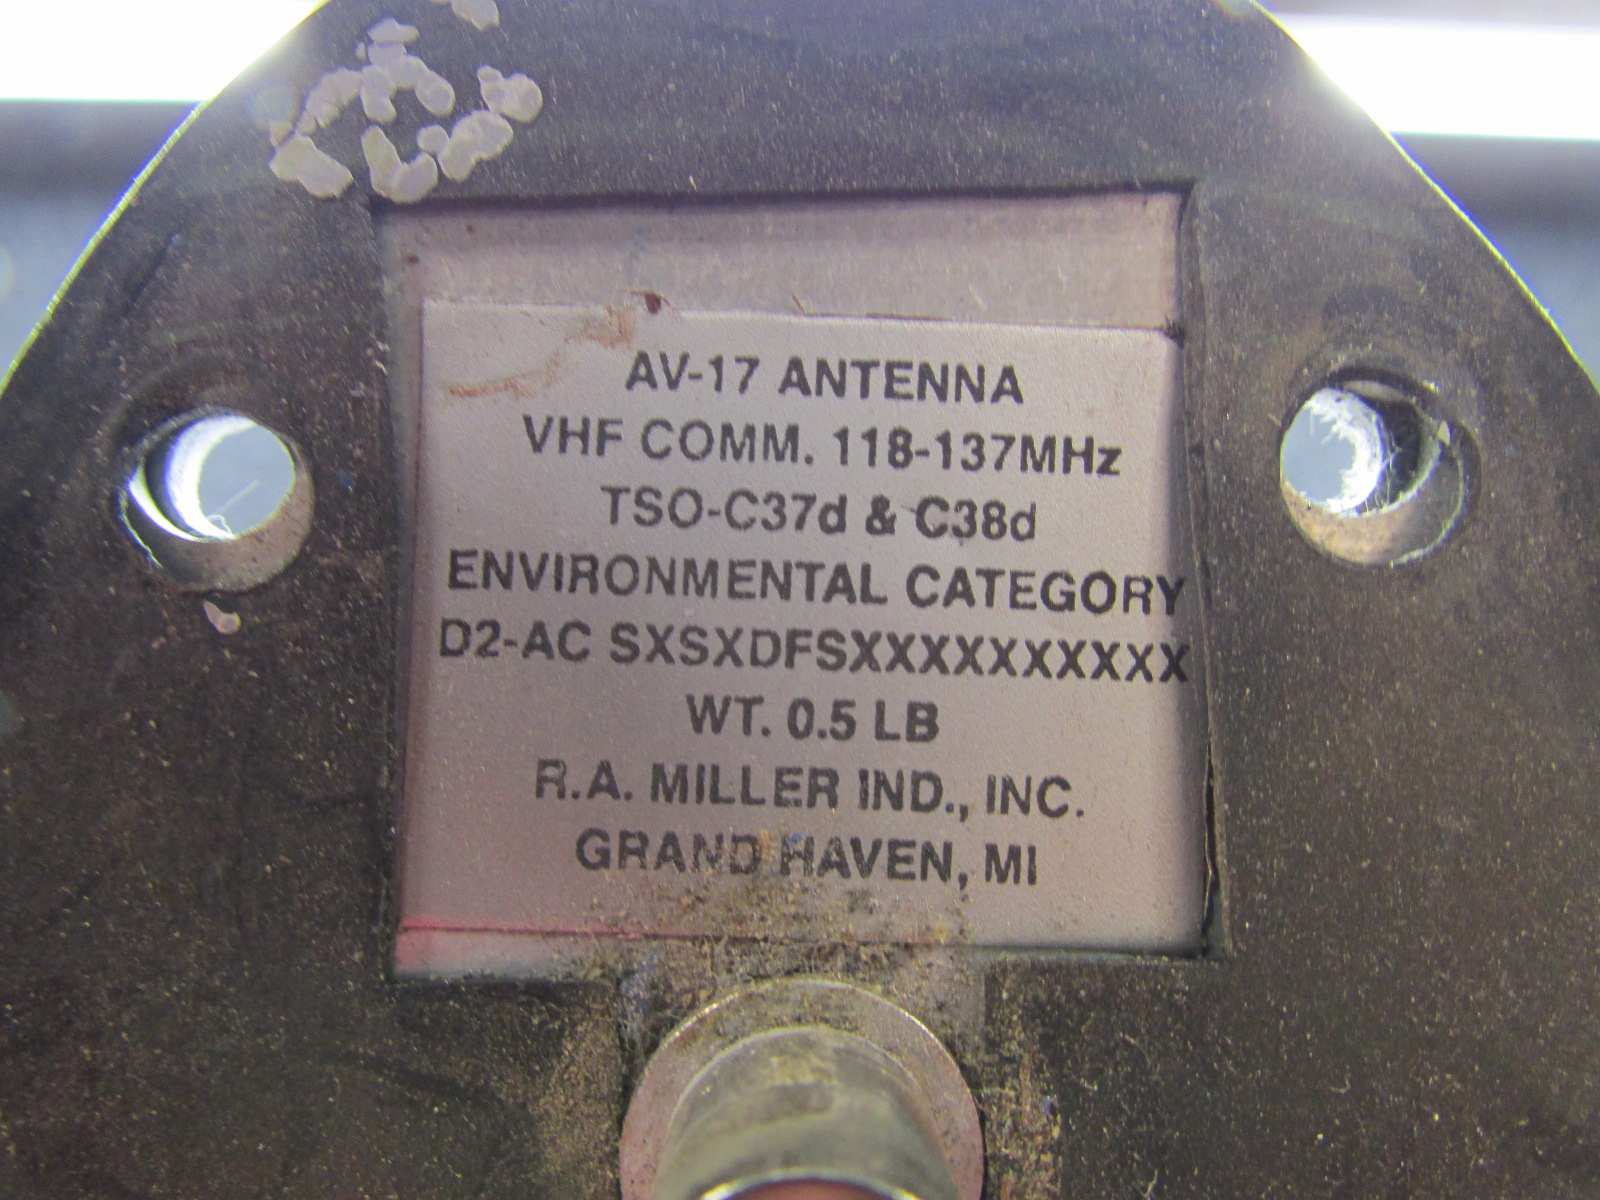 AV-17 ANTENNA
VHF COMM. 118-137MHz
TSO-C37d & C38d
ENVIRONMENTAL CATEGORY
D2-AC SXSXDFSXXXXXXXXXX
WT. 0.5 LB
R.A. MILLER IND., INC.
GRAND HAVEN, MI